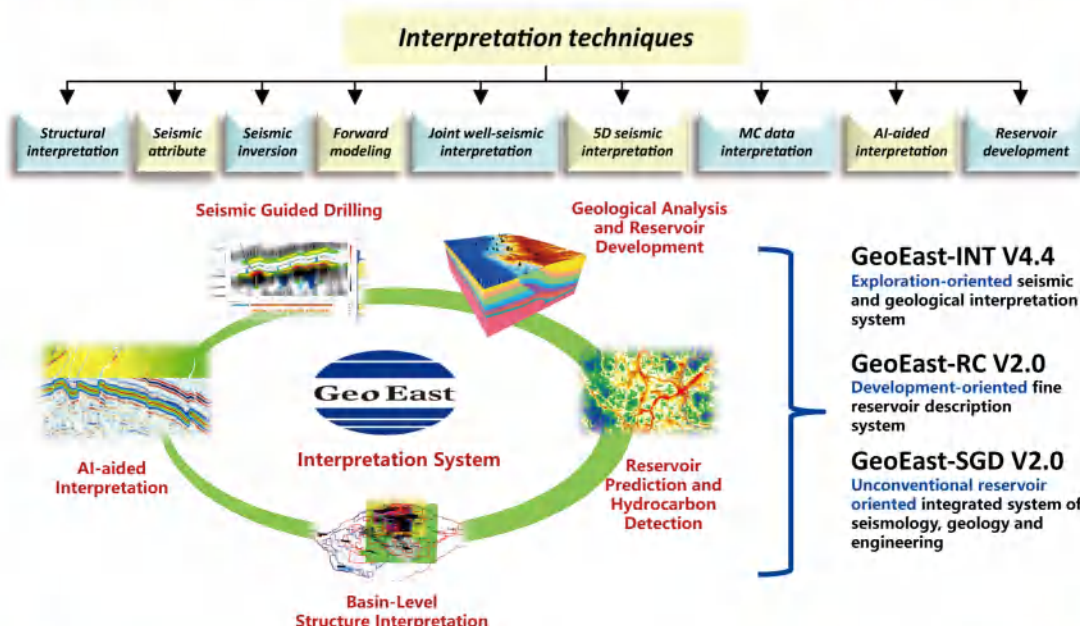 Interpretation techniques
Structural
interpretation
Seismic
attribute
Seismic
inversion
Forward
modeling
Joint well-seismic
interpretation
5D seismic
interpretation
MC data
interpretation
AI-aided
interpretation
Reservoir
development
Seismic Guided Drilling
Geological Analysis
and Reservoir
Development
GeoEast
Interpretation System
AI-aided
Interpretation
Reservoir
Prediction and
Hydrocarbon
Detection
Basin-Level
Structure Interpretation
GeoEast-INT V4.4
Exploration-oriented seismic
and geological interpretation
system
GeoEast-RC V2.0
Development-oriented fine
reservoir description
system
GeoEast-SGD V2.0
Unconventional reservoir
oriented integrated system of
seismology, geology and
engineering